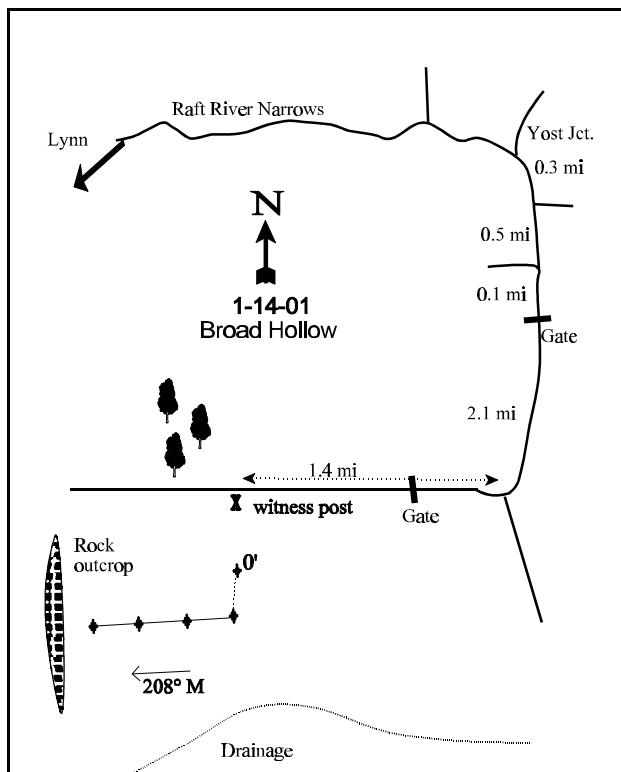 Raft River Narrows
Lynn
Yost Jct.
0.3 mi
N
0.5 mi
0.1 mi
1-14-01
Broad Hollow
Gate
2.1 mi
1.4 mi
witness post
Gate
Rock
outcrop
0'
208° M
Drainage